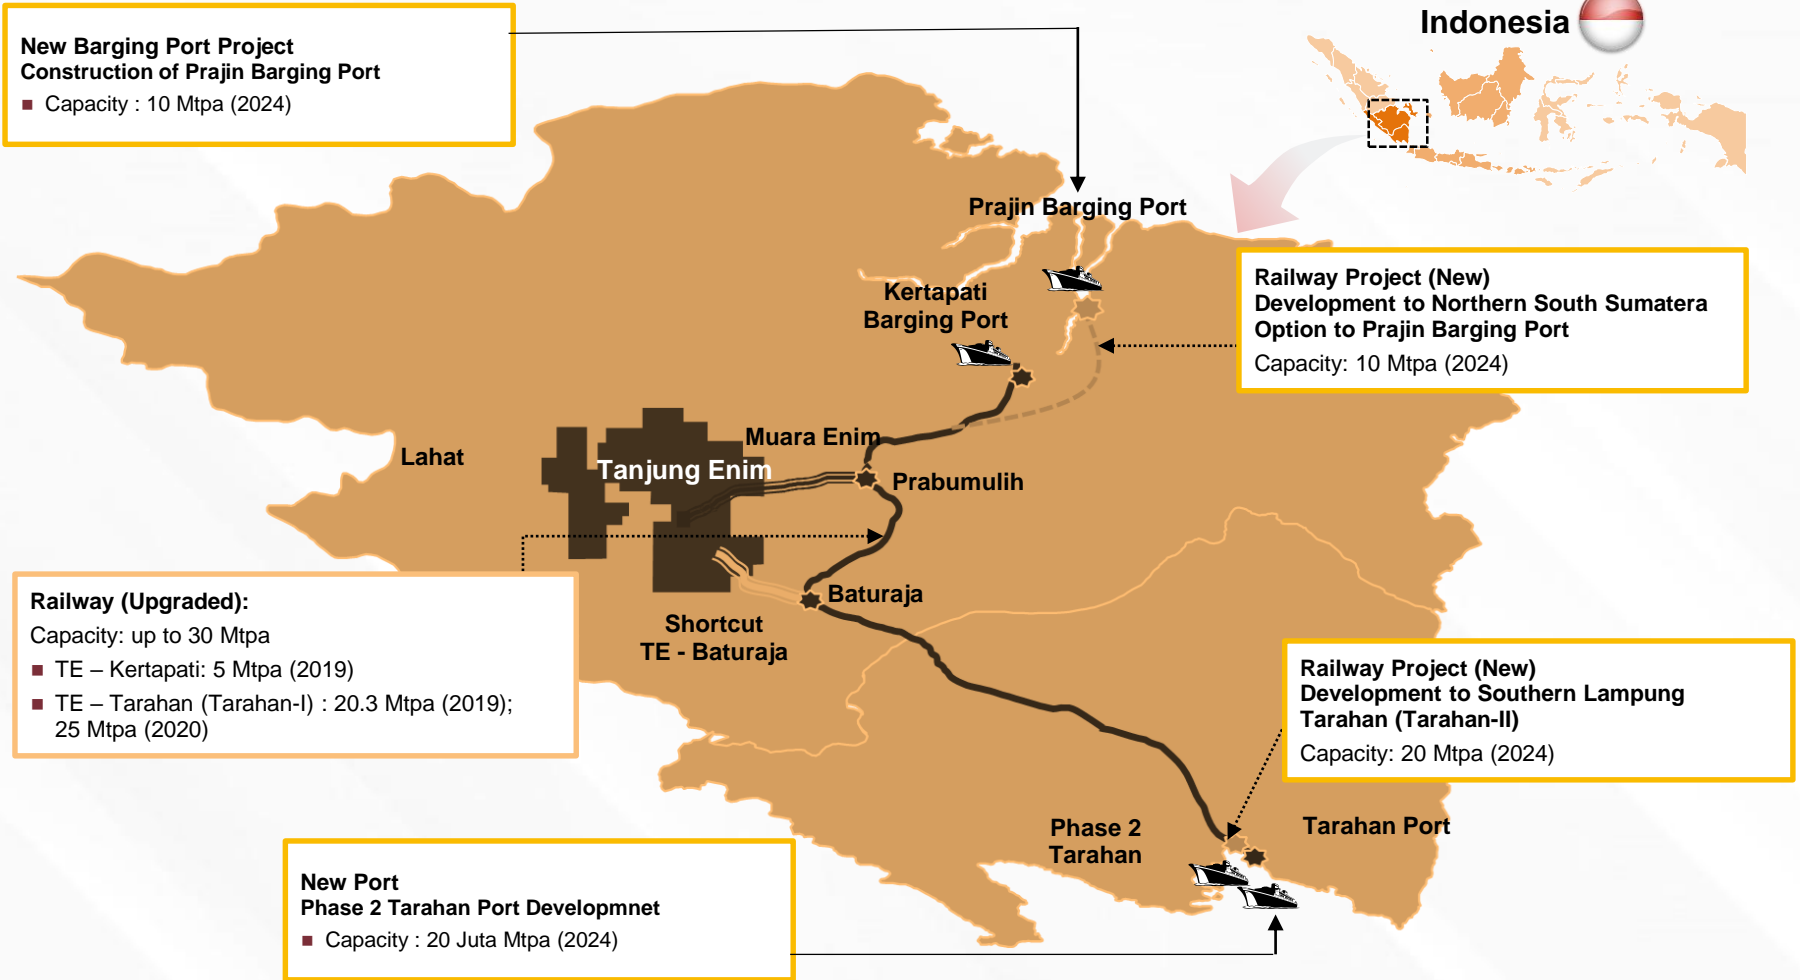 Indonesia
New Barging Port Project
Construction of Prajin Barging Port
Capacity : 10 Mtpa (2024)
Prajin Barging Port
Kertapati
Barging Port
Railway Project (New)
Development to Northern South Sumatera
Option to Prajin Barging Port
Capacity: 10 Mtpa (2024)
Muara Enim
Lahat
Tanjung Enim
Prabumulih
Railway (Upgraded):
Capacity: up to 30 Mtpa
TE – Kertapati: 5 Mtpa (2019)
TE – Tarahan (Tarahan-I) : 20.3 Mtpa (2019);
25 Mtpa (2020)
Baturaja
Shortcut
TE - Baturaja
Railway Project (New)
Development to Southern Lampung
Tarahan (Tarahan-II)
Capacity: 20 Mtpa (2024)
Phase 2
Tarahan
Tarahan Port
New Port
Phase 2 Tarahan Port Developmnet
Capacity : 20 Juta Mtpa (2024)